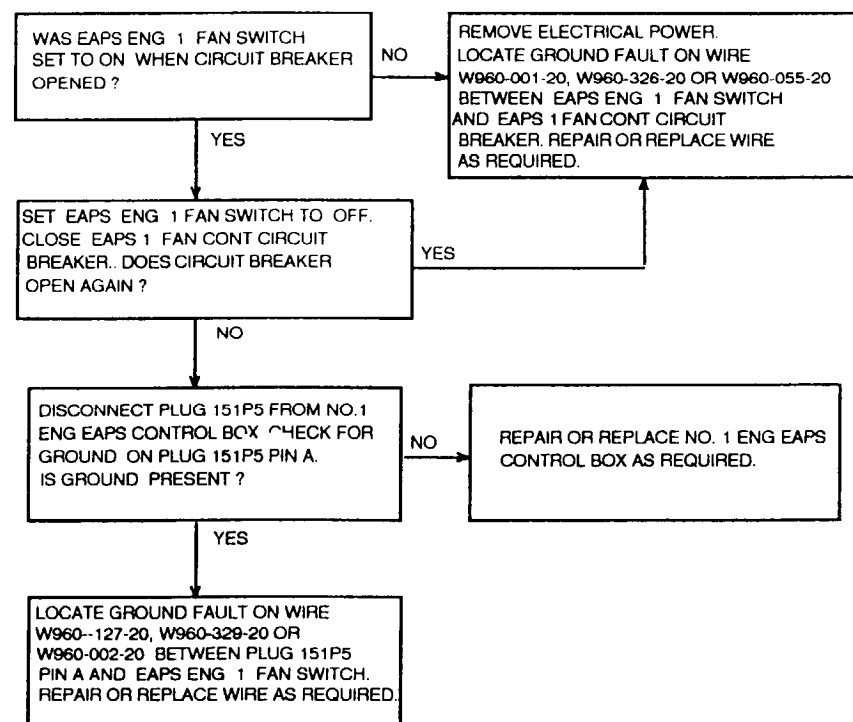 WAS EAPS ENG 1 FAN SWITCH
SET TO ON WHEN CIRCUIT BREAKER
OPENED ?
NO
REMOVE ELECTRICAL POWER.
LOCATE GROUND FAULT ON WIRE
W960-001-20, W960-326-20 OR W960-055-20
BETWEEN EAPS ENG 1 FAN SWITCH
AND EAPS 1 FAN CONT CIRCUIT
BREAKER. REPAIR OR REPLACE WIRE
AS REQUIRED.
YES
SET EAPS ENG 1 FAN SWITCH TO OFF.
CLOSE EAPS 1 FAN CONT CIRCUIT
BREAKER.. DOES CIRCUIT BREAKER
OPEN AGAIN ?
YES
NO
DISCONNECT PLUG 151P5 FROM NO.1
ENG EAPS CONTROL BOX CHECK FOR
GROUND ON PLUG 151P5 PIN A.
IS GROUND PRESENT ?
NO
REPAIR OR REPLACE NO. 1 ENG EAPS
CONTROL BOX AS REQUIRED.
YES
LOCATE GROUND FAULT ON WIRE
W960--127-20, W960-329-20 OR
W960-002-20 BETWEEN PLUG 151P5
PIN A AND EAPS ENG 1 FAN SWITCH.
REPAIR OR REPLACE WIRE AS REQUIRED.